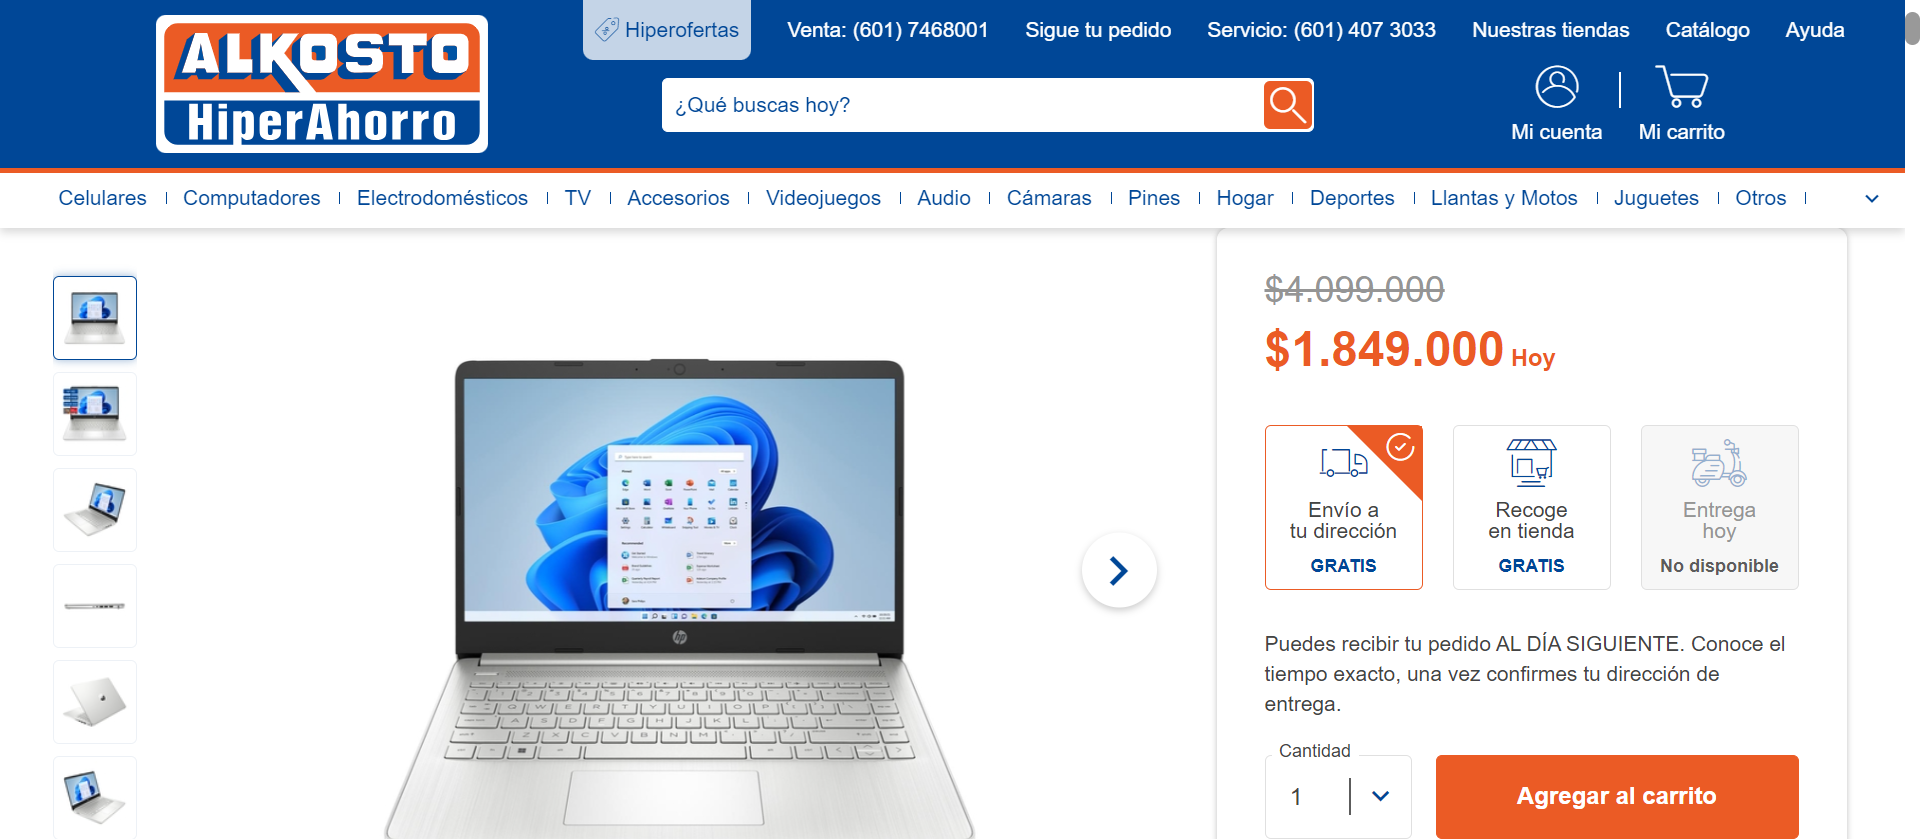 ALKOSTO
HiperAhorro
Hiperofertas
Venta: (601) 7468001
Sigue tu pedido
Servicio: (601) 407 3033
Nuestras tiendas
Catálogo
Ayuda
¿Qué buscas hoy?
Mi cuenta
Mi carrito
Celulares
Computadores
Electrodomésticos
TV
Accesorios
Videojuegos
Audio
Cámaras
Pines
Hogar
Deportes
Llantas y Motos
Juguetes
Otros
$4.099.000
$1.849.000 Hoy
Envío a
tu dirección
GRATIS
Recoge
en tienda
GRATIS
Entrega
hoy
No disponible
Puedes recibir tu pedido AL DÍA SIGUIENTE. Conoce el
tiempo exacto, una vez confirmes tu dirección de
entrega.
Cantidad
1
Agregar al carrito
hp